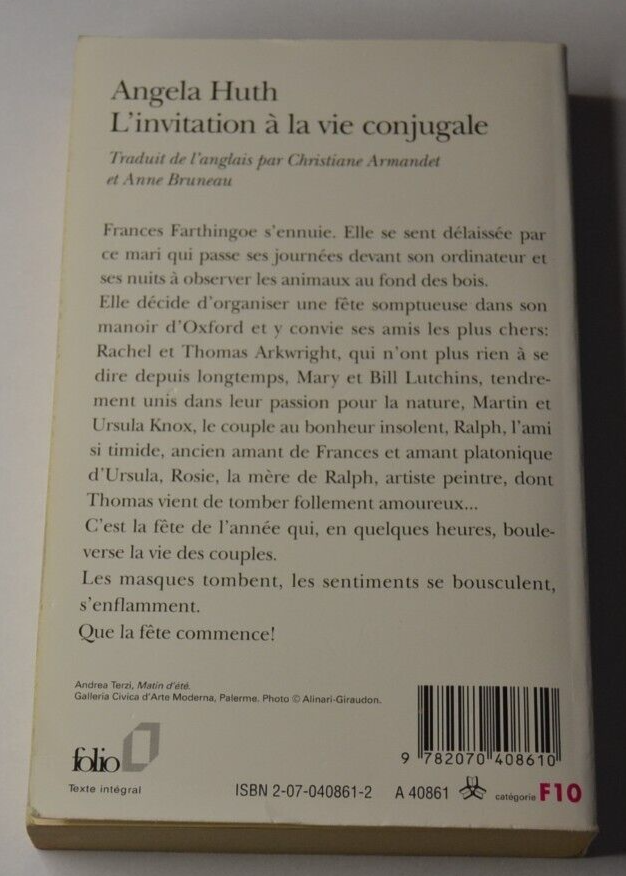 Angela Huth
L'invitation à la vie conjugale
Traduit de l'anglais par Christiane Armandet
et Anne Bruneau
Frances Farthingoe s'ennuie. Elle se sent délaissée par
ce mari qui passe ses journées devant son ordinateur et
ses nuits à observer les animaux au fond des bois.
Elle décide d'organiser une fête somptueuse dans son
manoir d'Oxford et y convie ses amis les plus chers:
Rachel et Thomas Arkwright, qui n'ont plus rien à se
dire depuis longtemps, Mary et Bill Lutchins, tendre-
ment unis dans leur passion pour la nature, Martin et
Ursula Knox, le couple au bonheur insolent, Ralph, l'ami
si timide, ancien amant de Frances et amant platonique
d'Ursula, Rosie, la mère de Ralph, artiste peintre, dont
Thomas vient de tomber follement amoureux...
C'est la fête de l'année qui, en quelques heures, boule-
verse la vie des couples.
Les masques tombent, les sentiments se bousculent,
s'enflamment.
Que la fête commence!
Andrea Terzi, Matin d'été.
Galleria Civica d'Arte Moderna, Palerme. Photo © Alinari-Giraudon.
9 782070 408610
folio
Texte intégral
ISBN 2-07-040861-2 A 40861 catégorie F10